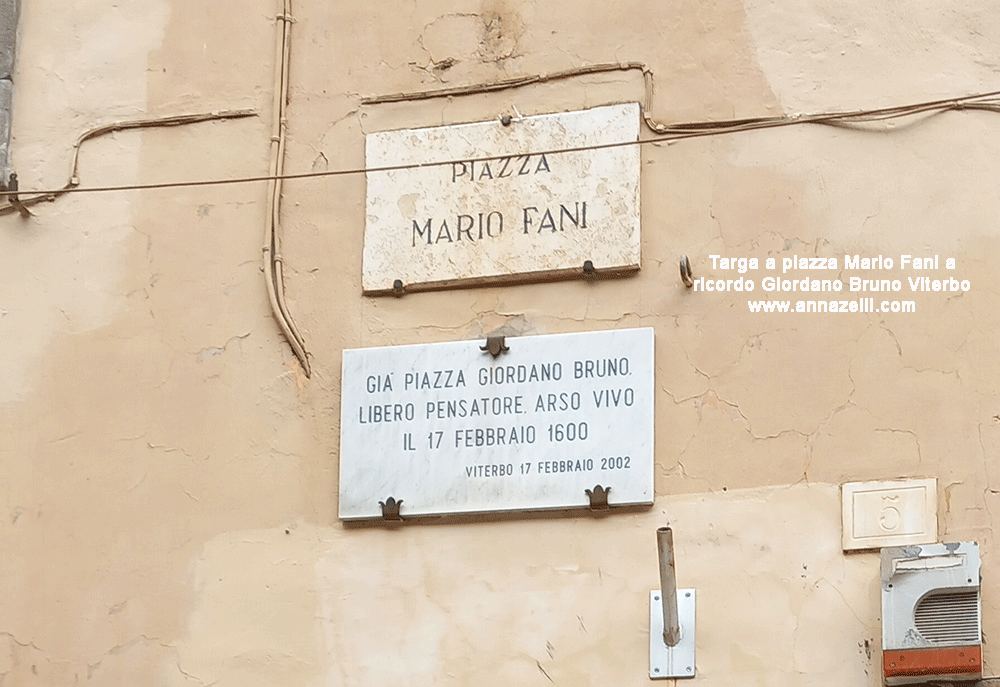 PIAZZA
MARIO FANI
Targa a piazza Mario Fani a
ricordo Giordano Bruno Viterbo
www.annazelli.com
GIA' PIAZZA GIORDANO BRUNO,
LIBERO PENSATORE, ARSO VIVO
IL 17 FEBBRAIO 1600
VITERBO 17 FEBBRAIO 2002
5